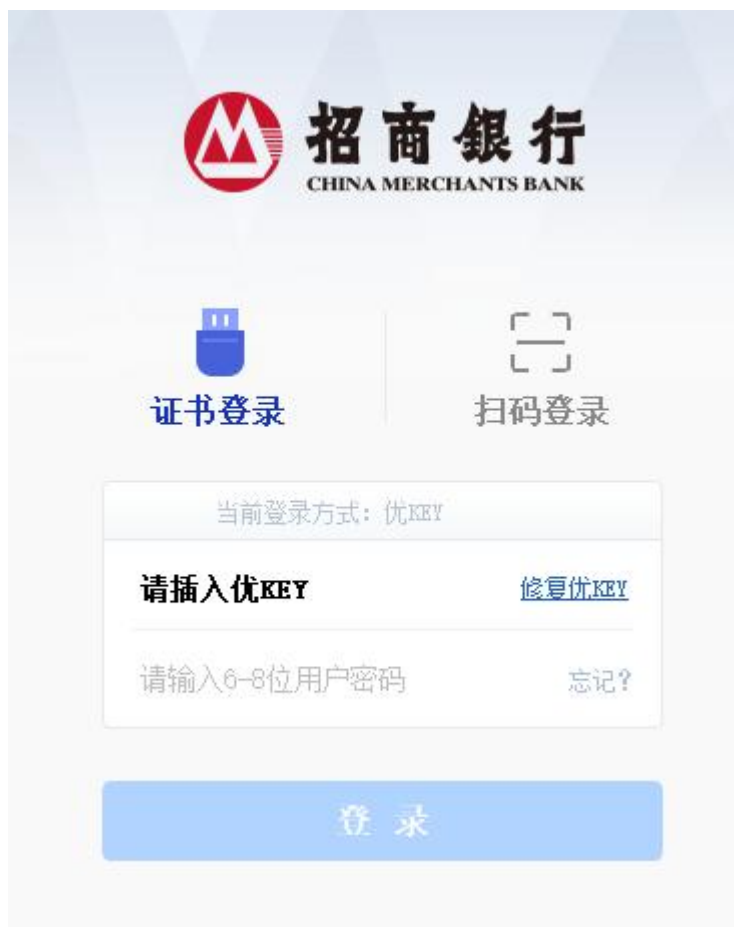 招商銀行
CHINA MERCHANTS BANK
证书登录
扫码登录
当前登录方式：优KEY
请插入优KEY
修复优KEY
请输入6-8位用户密码
忘记?
登 录